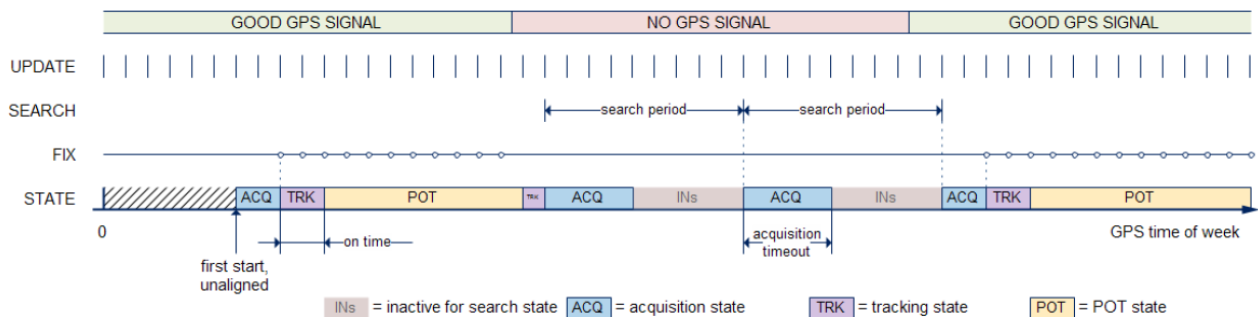 GOOD GPS SIGNAL NO GPS SIGNAL GOOD GPS SIGNAL
UPDATE
SEARCH search period search period
FIX
STATE ACQ TRK POT TRK ACQ INs ACQ INs ACQ TRK POT
0 GPS time of week
on time
acquisition
timeout
first start,
unaligned
INs = inactive for search state ACQ = acquisition state TRK = tracking state POT = POT state